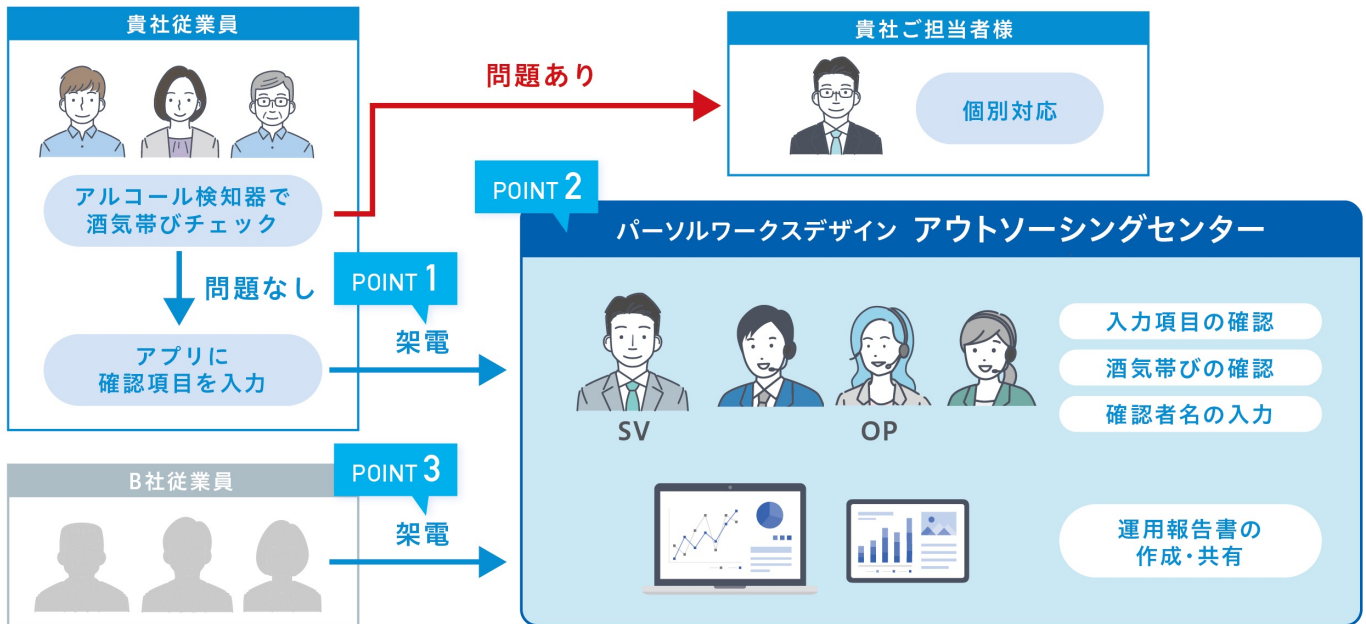 貴社従業員
アルコール検知器で
酒気帯びチェック
問題なし
アプリに
確認項目を入力
問題あり
貴社ご担当者様
個別対応
POINT 1
架電
POINT 2
パーソルワークスデザイン アウトソーシングセンター
SV
OP
入力項目の確認
酒気帯びの確認
確認者名の入力
B社従業員
POINT 3
架電
運用報告書の
作成・共有